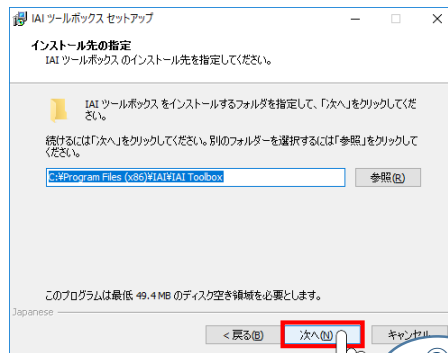 IAI ツールボックス セットアップ
インストール先の指定
IAI ツールボックス のインストール先を指定してください。
IAI ツールボックス をインストールするフォルダを指定して、「次へ」をクリックしてくだ
さい。
続けるには「次へ」をクリックしてください。別のフォルダーを選択するには「参照」をクリックして
ください。
C:¥Program Files (x86)¥IAI¥IAI Toolbox
参照(R)
このプログラムは最低 49.4 MB のディスク空き領域を必要とします。
Japanese
< 戻る(B)
次へ(N)
キャンセル